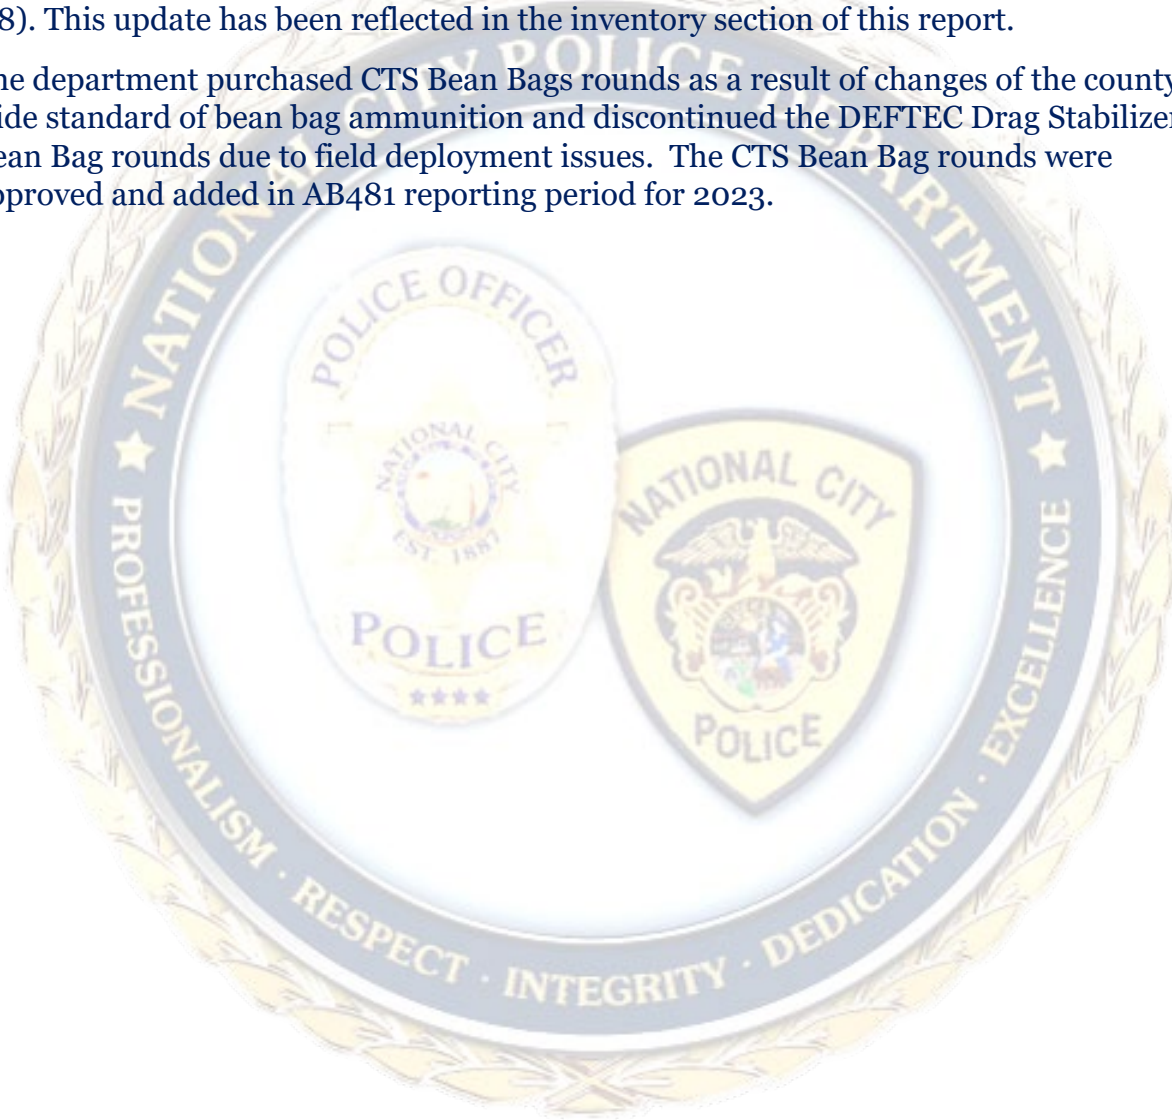 8). This update has been reflected in the inventory section of this report.
he department purchased CTS Bean Bags rounds as a result of changes of the county
ide standard of bean bag ammunition and discontinued the DEFTEC Drag Stabilizer
ean Bag rounds due to field deployment issues.  The CTS Bean Bag rounds were
pproved and added in AB481 reporting period for 2023.
NATIONAL CITY POLICE DEPARTMENT
POLICE OFFICER
NATIONAL CITY
EST. 1887
POLICE
NATIONAL CITY
POLICE
PROFESSIONALISM · RESPECT · INTEGRITY · DEDICATION · EXCELLENCE